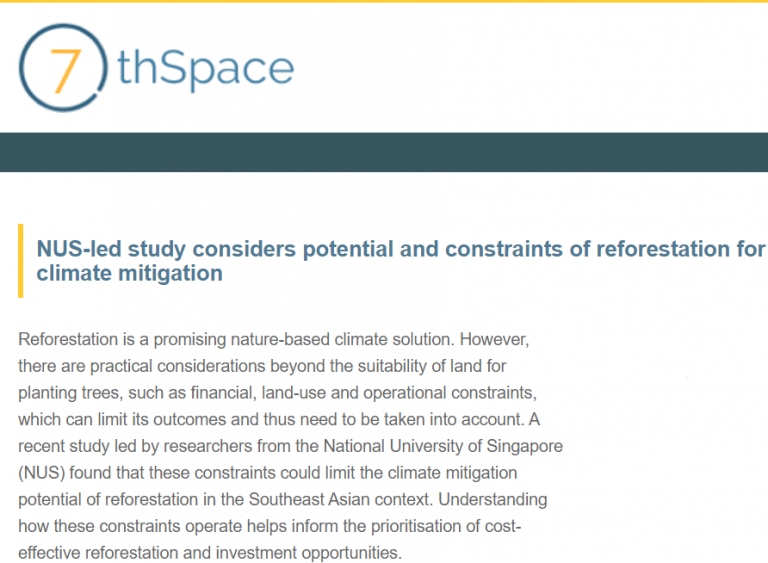 7thSpace
NUS-led study considers potential and constraints of reforestation for
climate mitigation
Reforestation is a promising nature-based climate solution. However,
there are practical considerations beyond the suitability of land for
planting trees, such as financial, land-use and operational constraints,
which can limit its outcomes and thus need to be taken into account. A
recent study led by researchers from the National University of Singapore
(NUS) found that these constraints could limit the climate mitigation
potential of reforestation in the Southeast Asian context. Understanding
how these constraints operate helps inform the prioritisation of cost-
effective reforestation and investment opportunities.